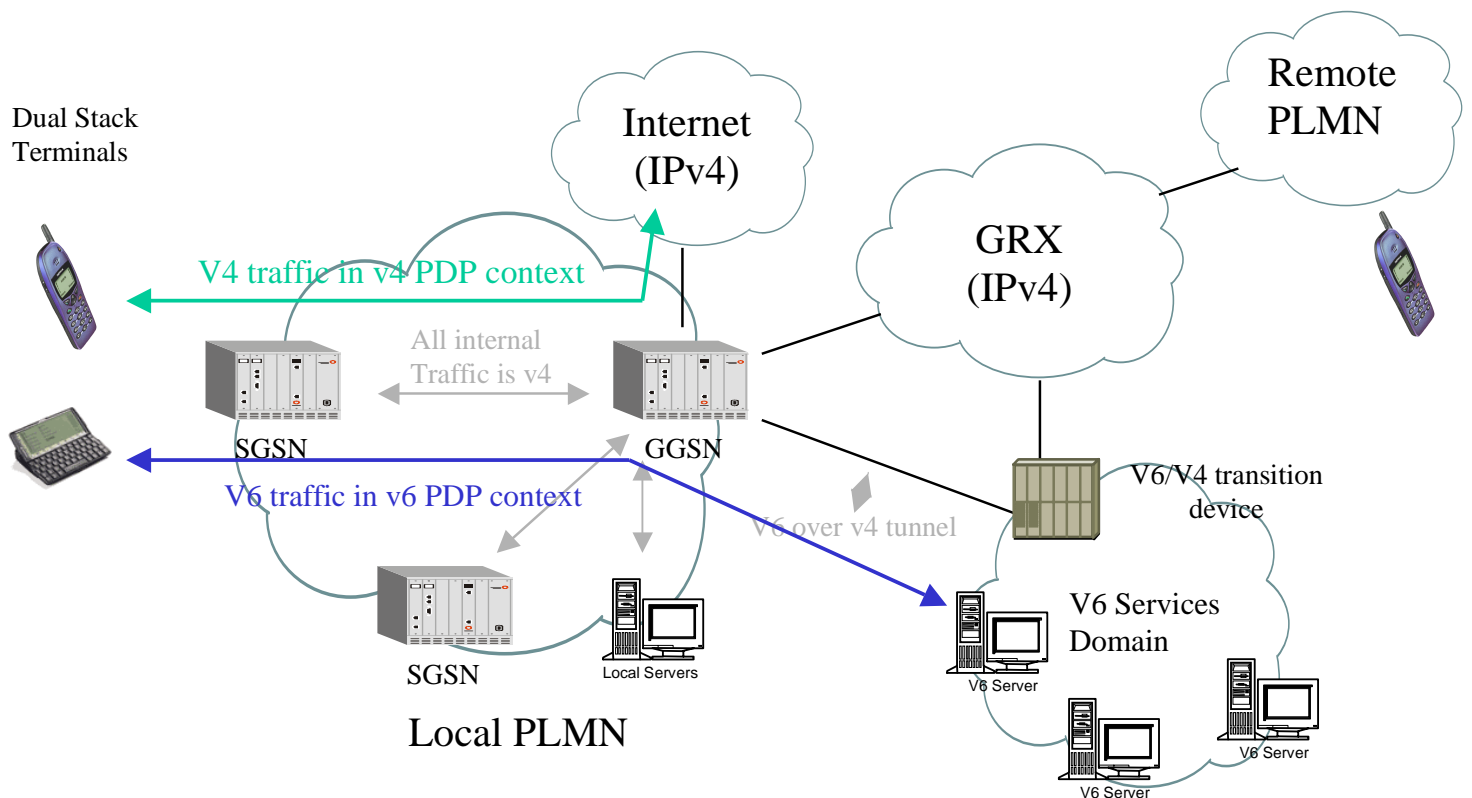 Remote
PLMN
Dual Stack
Terminals
Internet
(IPv4)
GRX
(IPv4)
V4 traffic in v4 PDP context
All internal
Traffic is v4
SGSN
GGSN
V6 traffic in v6 PDP context
V6/V4 transition
device
V6 over v4 tunnel
V6 Services
Domain
SGSN
Local Servers
V6 Server
V6 Server
V6 Server
Local PLMN